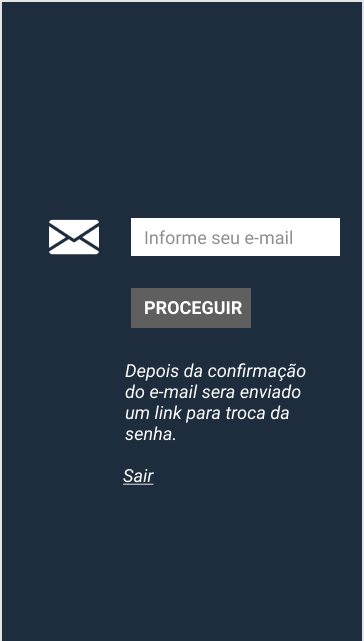 Informe seu e-mail
PROCEGUIR
Depois da confirmação
do e-mail sera enviado
um link para troca da
senha.
Sair